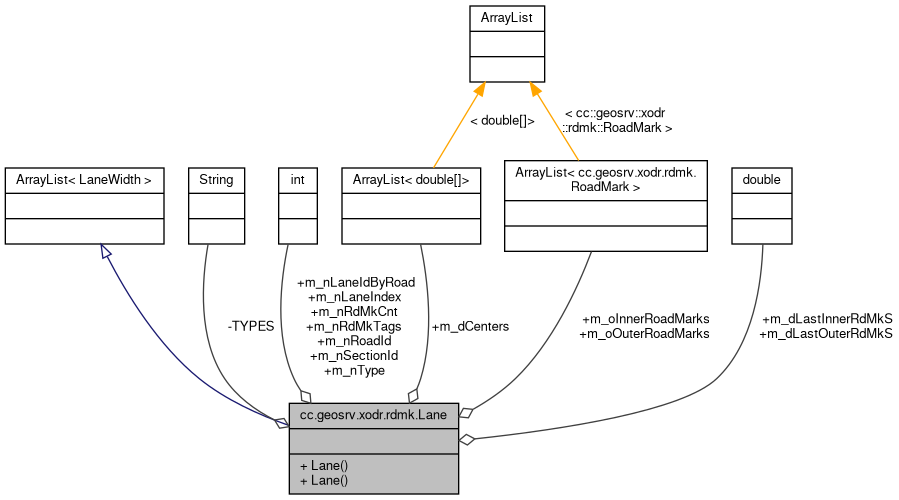 ArrayList
< double[]>
< cc::geosrv::xodr
::rdmk::RoadMark >
ArrayList< LaneWidth >
String
int
ArrayList< double[]>
ArrayList< cc.geosrv.xodr.rdmk.
RoadMark >
double
-TYPES
+m_nLaneIdByRoad
+m_nLaneIndex
+m_nRdMkCnt
+m_nRdMkTags
+m_nRoadId
+m_nSectionId
+m_nType
+m_dCenters
+m_oInnerRoadMarks
+m_oOuterRoadMarks
+m_dLastInnerRdMkS
+m_dLastOuterRdMkS
cc.geosrv.xodr.rdmk.Lane
+ Lane()
+ Lane()